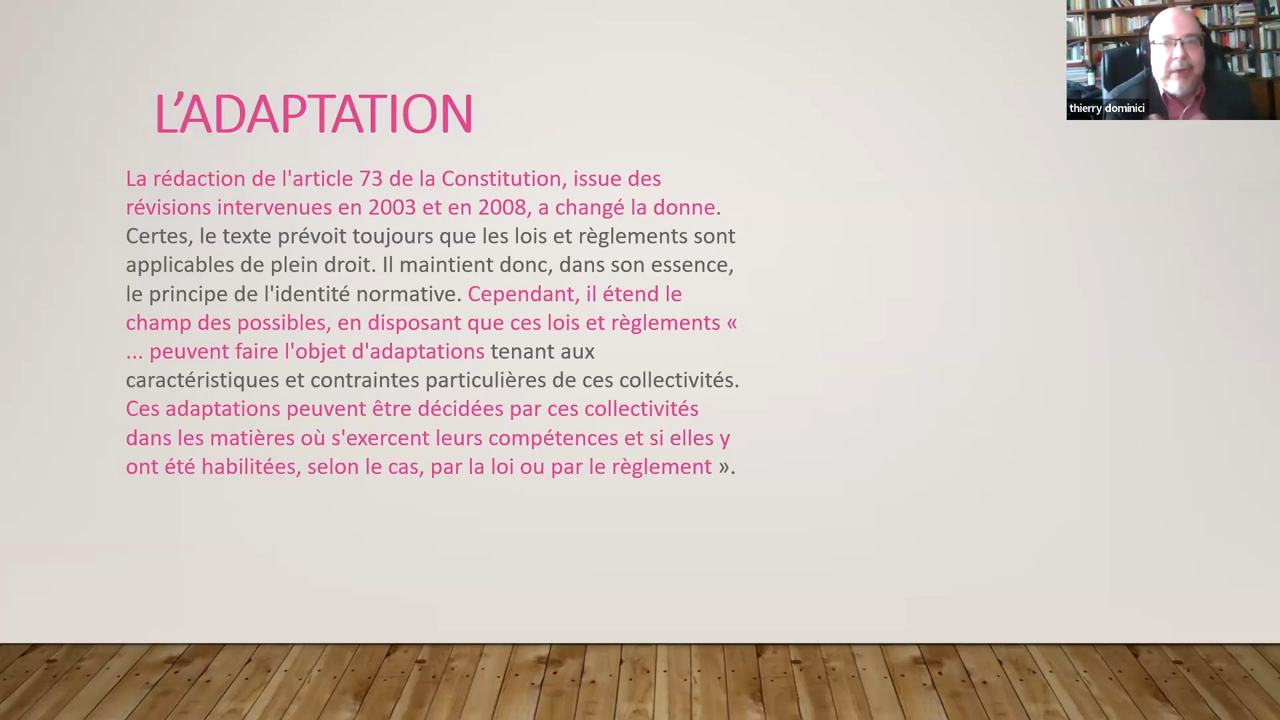 L'ADAPTATION
La rédaction de l'article 73 de la Constitution, issue des
révisions intervenues en 2003 et en 2008, a changé la donne.
Certes, le texte prévoit toujours que les lois et règlements sont
applicables de plein droit. Il maintient donc, dans son essence,
le principe de l'identité normative. Cependant, il étend le
champ des possibles, en disposant que ces lois et règlements «
... peuvent faire l'objet d'adaptations tenant aux
caractéristiques et contraintes particulières de ces collectivités.
Ces adaptations peuvent être décidées par ces collectivités
dans les matières où s'exercent leurs compétences et si elles y
ont été habilitées, selon le cas, par la loi ou par le règlement ».
thierry dominici